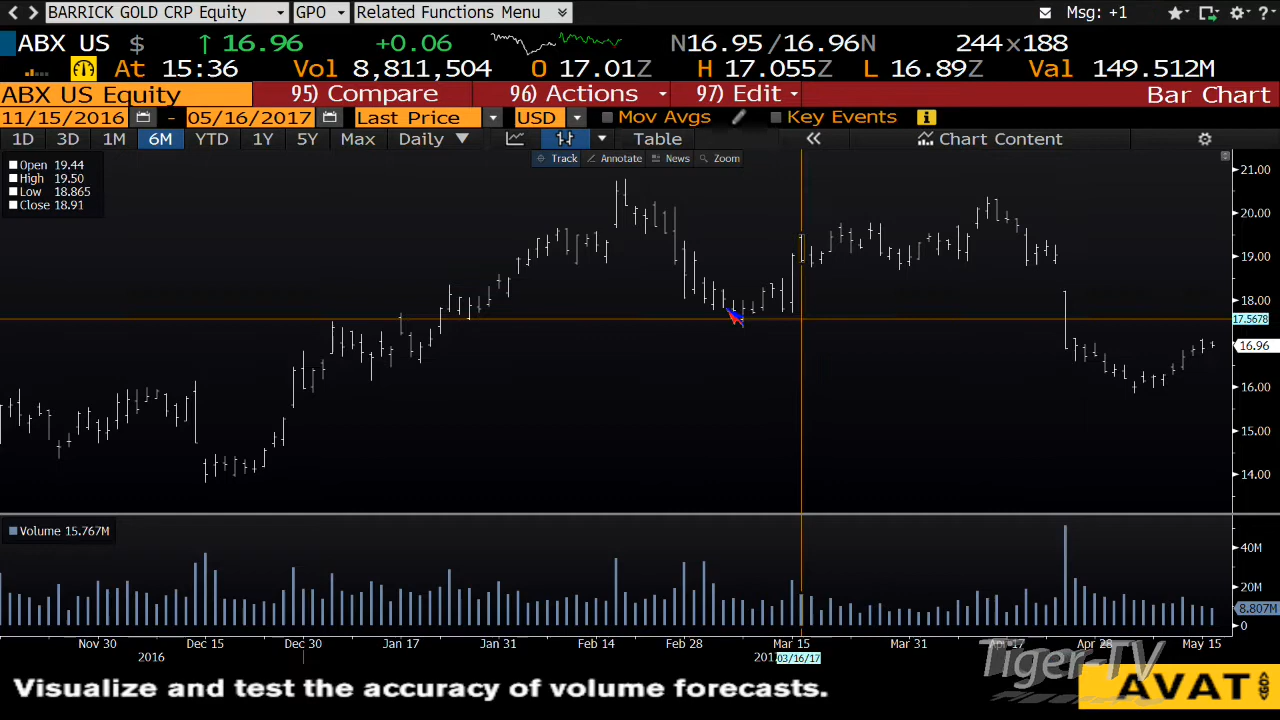 BARRICK GOLD CRP Equity GPO Related Functions Menu Msg: +1 ?
ABX US $ ↑ 16.96 +0.06 N16.95/16.96N 244x188
At 15:36 Vol 8,811,504 O 17.01Z H 17.055Z L 16.89Z Val 149.512M
ABX US Equity 95) Compare 96) Actions 97) Edit Bar Chart
11/15/2016 - 05/16/2017 Last Price USD Mov Avgs Key Events i
1D 3D 1M 6M YTD 1Y 5Y Max Daily ▼ Table « Chart Content
Track Annotate News Zoom
Open 19.44
High 19.50
Low 18.865
Close 18.91
21.00
20.00
19.00
18.00
17.5678
16.96
16.00
15.00
14.00
Volume 15.767M
40M
20M
8.807M
0
Nov 30 Dec 15 Dec 30 Jan 17 Jan 31 Feb 14 Feb 28 Mar 15 Mar 31 Apr 17 Apr 28 May 15
2016 03/16/17
Tiger-TV
Visualize and test the accuracy of volume forecasts. AVAT <GO>